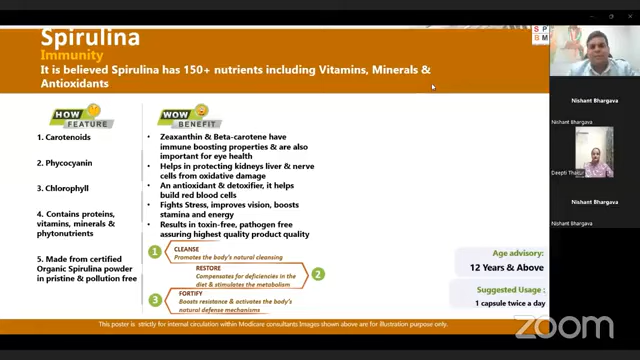 Spirulina
Immunity
It is believed Spirulina has 150+ nutrients including Vitamins, Minerals &
Antioxidants
S P
B M
HOW
FEATURE
WOW
BENEFIT
1. Carotenoids
2. Phycocyanin
3. Chlorophyll
4. Contains proteins,
vitamins, minerals &
phytonutrients
5. Made from certified
Organic Spirulina powder
in pristine & pollution free
• Zeaxanthin & Beta-carotene have
immune boosting properties & are also
important for eye health
• Helps in protecting kidneys liver & nerve
cells from oxidative damage
• An antioxidant & detoxifier, it helps
build red blood cells
• Fights Stress, improves vision, boosts
stamina and energy
• Results in toxin-free, pathogen free
assuring highest quality product quality
1
CLEANSE
Promotes the body's natural cleansing
RESTORE
Compensates for deficiencies in the
diet & stimulates the metabolism
2
3
FORTIFY
Boosts resistance & activates the body's
natural defense mechanisms
Age advisory:
12 Years & Above
Suggested Usage :
1 capsule twice a day
This poster is strictly for internal circulation within Modicare consultants.Images shown above are for illustration purpose only.
Nishant Bhargava
Nishant Bhargava
Deepti Thakur
Nishant Bhargava
Nishant Bhargava
zoom